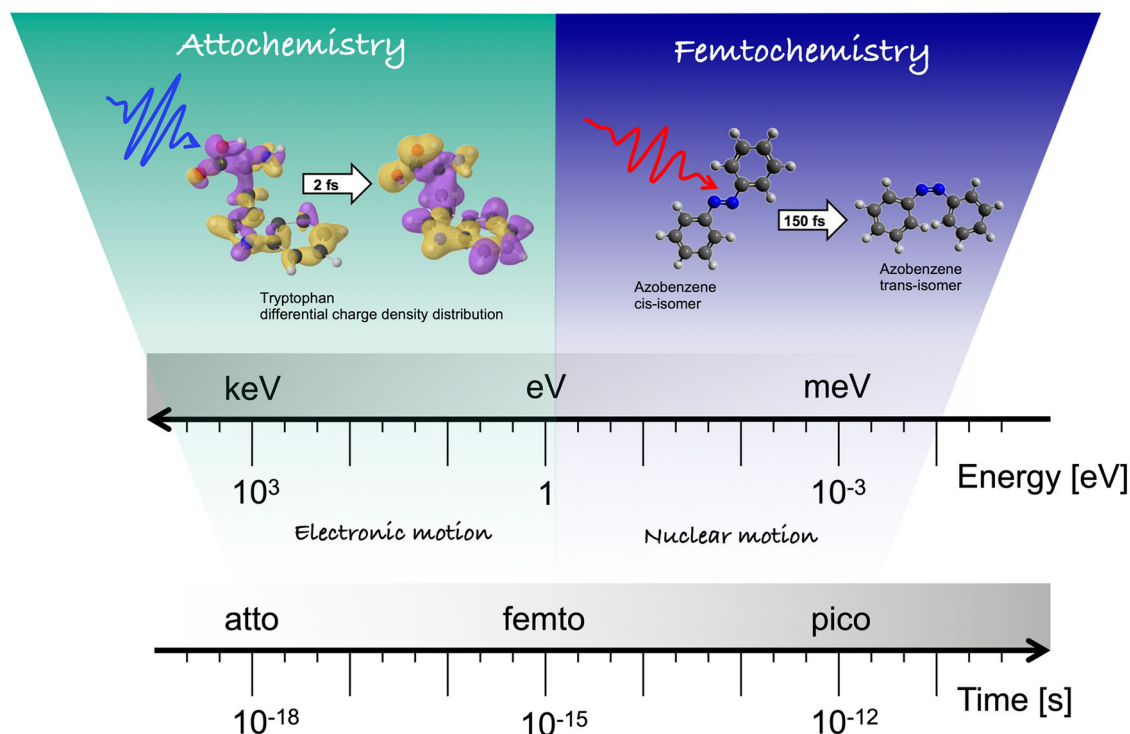 Attochemistry
Femtochemistry
2 fs
150 fs
Tryptophan
differential charge density distribution
Azobenzene
cis-isomer
Azobenzene
trans-isomer
keV eV meV
10³ 1 10⁻³
Energy [eV]
Electronic motion
Nuclear motion
atto femto pico
10⁻¹⁸ 10⁻¹⁵ 10⁻¹²
Time [s]